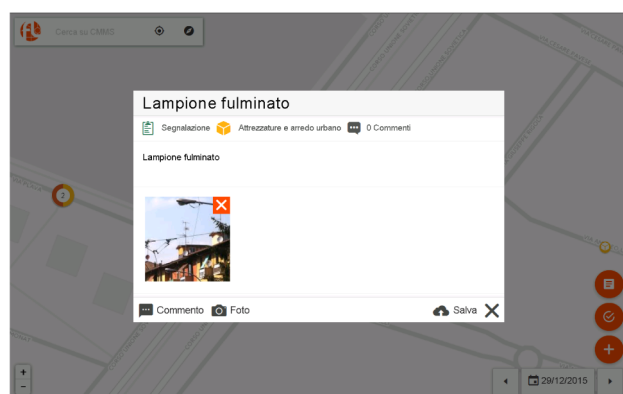 Cerca su CMMS
Lampione fulminato
Segnalazione Attrezzature e arredo urbano 0 Commenti
Lampione fulminato
2
Commento Foto Salva
+
-
29/12/2015